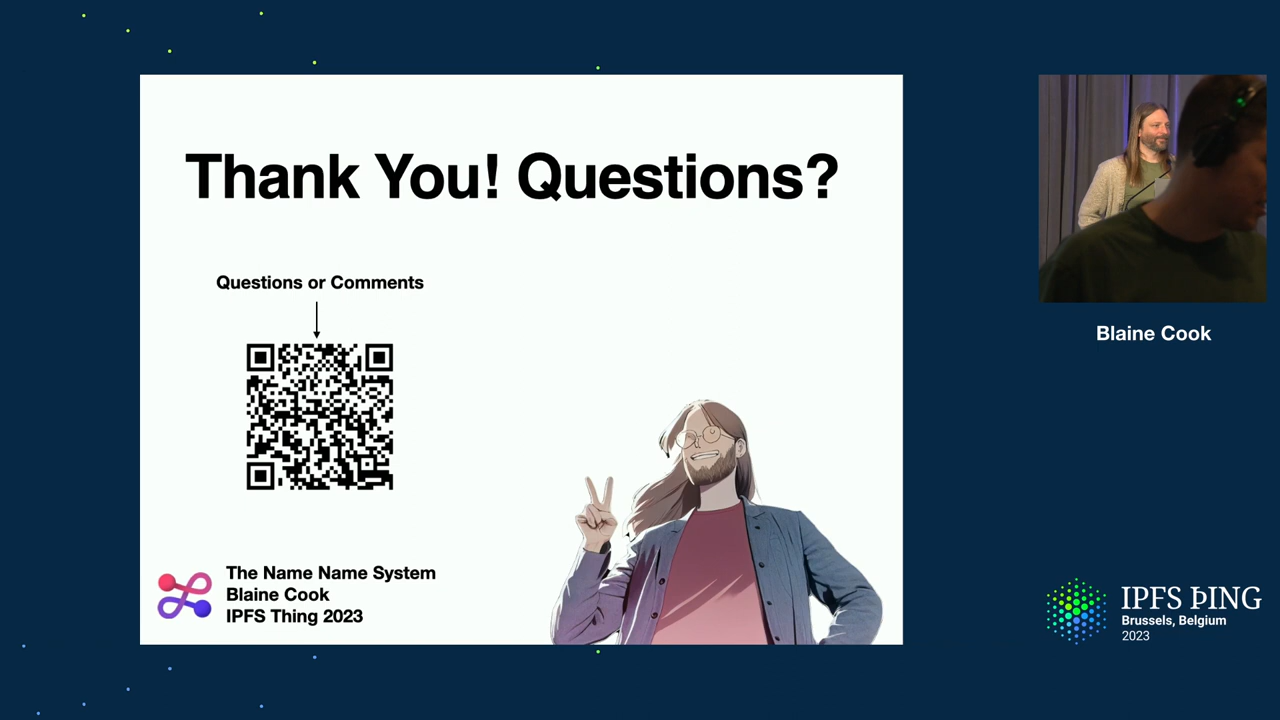 Thank You! Questions?
Questions or Comments
The Name Name System
Blaine Cook
IPFS Thing 2023
Blaine Cook
IPFS ÞING
Brussels, Belgium
2023